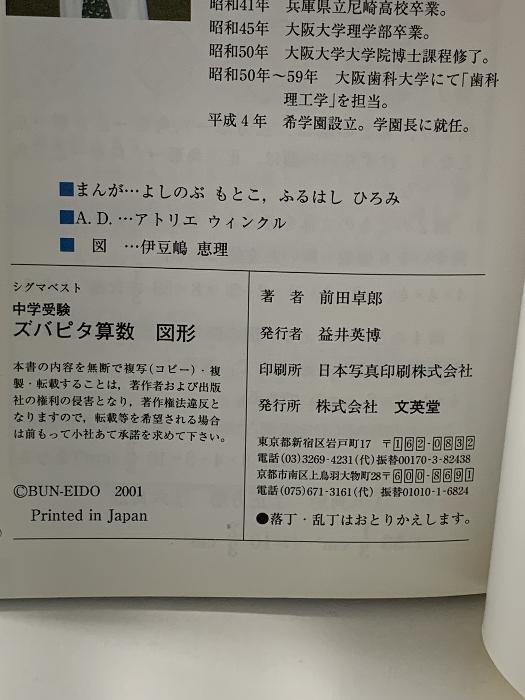 昭和41年 兵庫県立尼崎高校卒業。
昭和45年 大阪大学理学部卒業。
昭和50年 大阪大学大学院博士課程修了。
昭和50年～59年 大阪歯科大学にて「歯科
理工学」を担当。
平成4年 希学園設立。学園長に就任。
■まんが…よしのぶ もとこ，ふるはし ひろみ
■A.D.…アトリエ ウィンクル
■ 図 …伊豆嶋 恵理
シグマベスト
中学受験
ズバピタ算数 図形
本書の内容を無断で複写(コピー)・複
製・転載することは，著作者および出版
社の権利の侵害となり，著作権法違反と
なりますので，転載等を希望される場合
は前もって小社あて承諾を求めて下さい。
©BUN-EIDO 2001
Printed in Japan
著 者 前田卓郎
発行者 益井英博
印刷所 日本写真印刷株式会社
発行所 株式会社 文英堂
東京都新宿区岩戸町17 〒162-0832
電話(03)3269-4231(代) 振替00170-3-82438
京都市南区上鳥羽大物町28 〒600-8691
電話(075)671-3161(代) 振替01010-1-6824
●落丁・乱丁はおとりかえします。